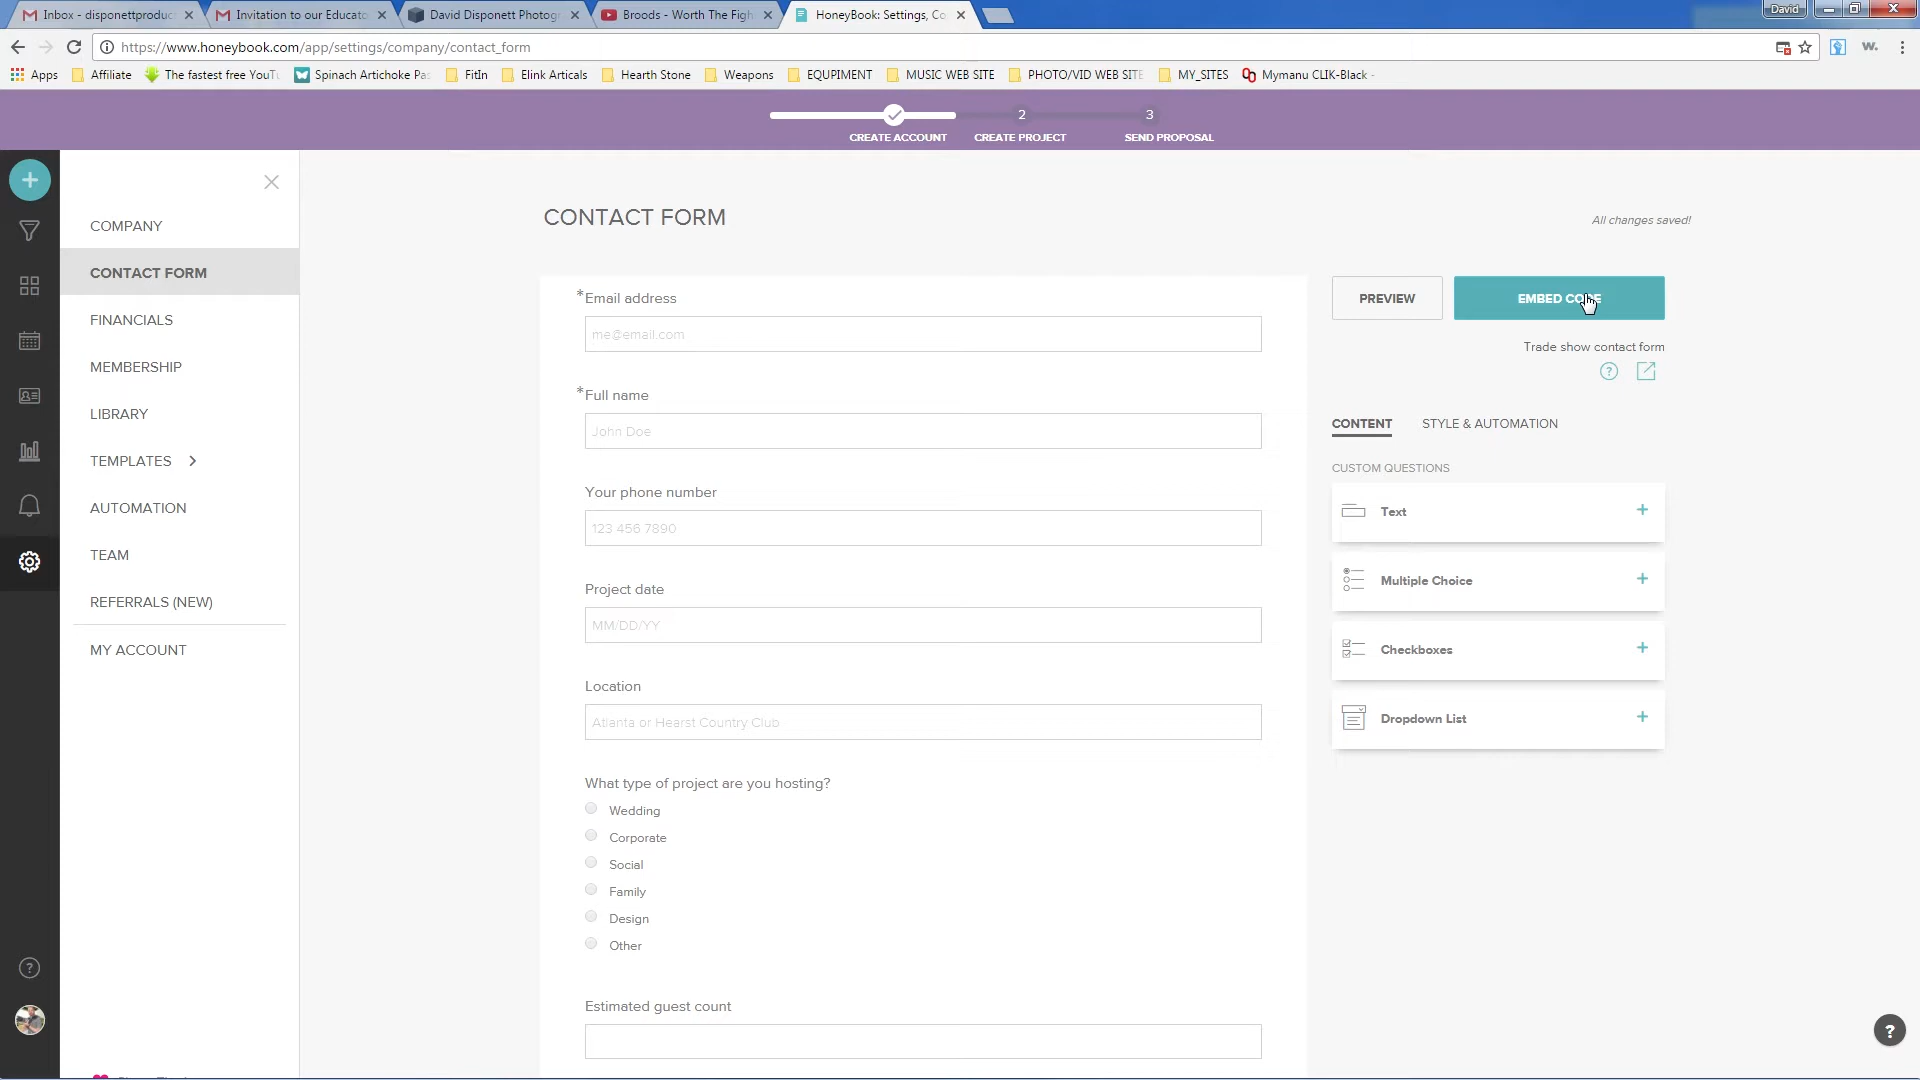 Inbox - disponettproduc
Invitation to our Educato
David Disponett Photog
Broods - Worth The Figh
HoneyBook: Settings, Co
David
https://www.honeybook.com/app/settings/company/contact_form
w.
Apps
Affiliate
The fastest free YouTu
Spinach Artichoke Pas
FitIn
Elink Articals
Hearth Stone
Weapons
EQUPIMENT
MUSIC WEB SITE
PHOTO/VID WEB SITE
MY_SITES
Mymanu CLIK-Black -
2
3
CREATE ACCOUNT
CREATE PROJECT
SEND PROPOSAL
COMPANY
CONTACT FORM
FINANCIALS
MEMBERSHIP
LIBRARY
TEMPLATES
AUTOMATION
TEAM
REFERRALS (NEW)
MY ACCOUNT
CONTACT FORM
All changes saved!
*Email address
me@email.com
*Full name
John Doe
Your phone number
123 456 7890
Project date
MM/DD/YY
Location
Atlanta or Hearst Country Club
What type of project are you hosting?
Wedding
Corporate
Social
Family
Design
Other
Estimated guest count
PREVIEW
EMBED CODE
Trade show contact form
?
CONTENT
STYLE & AUTOMATION
CUSTOM QUESTIONS
Text
+
Multiple Choice
+
Checkboxes
+
Dropdown List
+
?
?